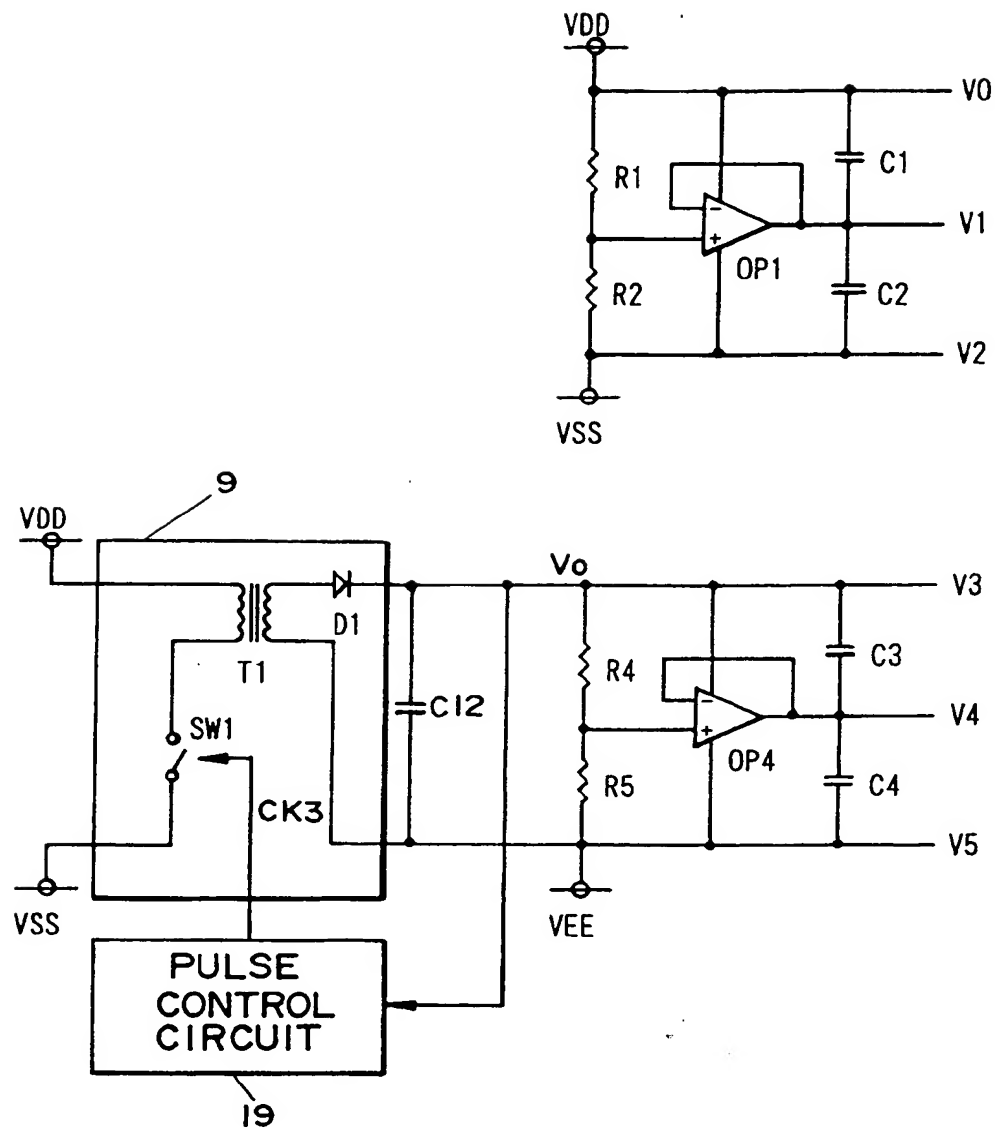 VDD
V0
R1
C1
V1
OP1
R2
C2
V2
VSS
9
VDD
Vo
V3
D1
T1
R4
C3
C12
V4
SW1
OP4
R5
C4
CK3
V5
VSS
VEE
PULSE
CONTROL
CIRCUIT
19